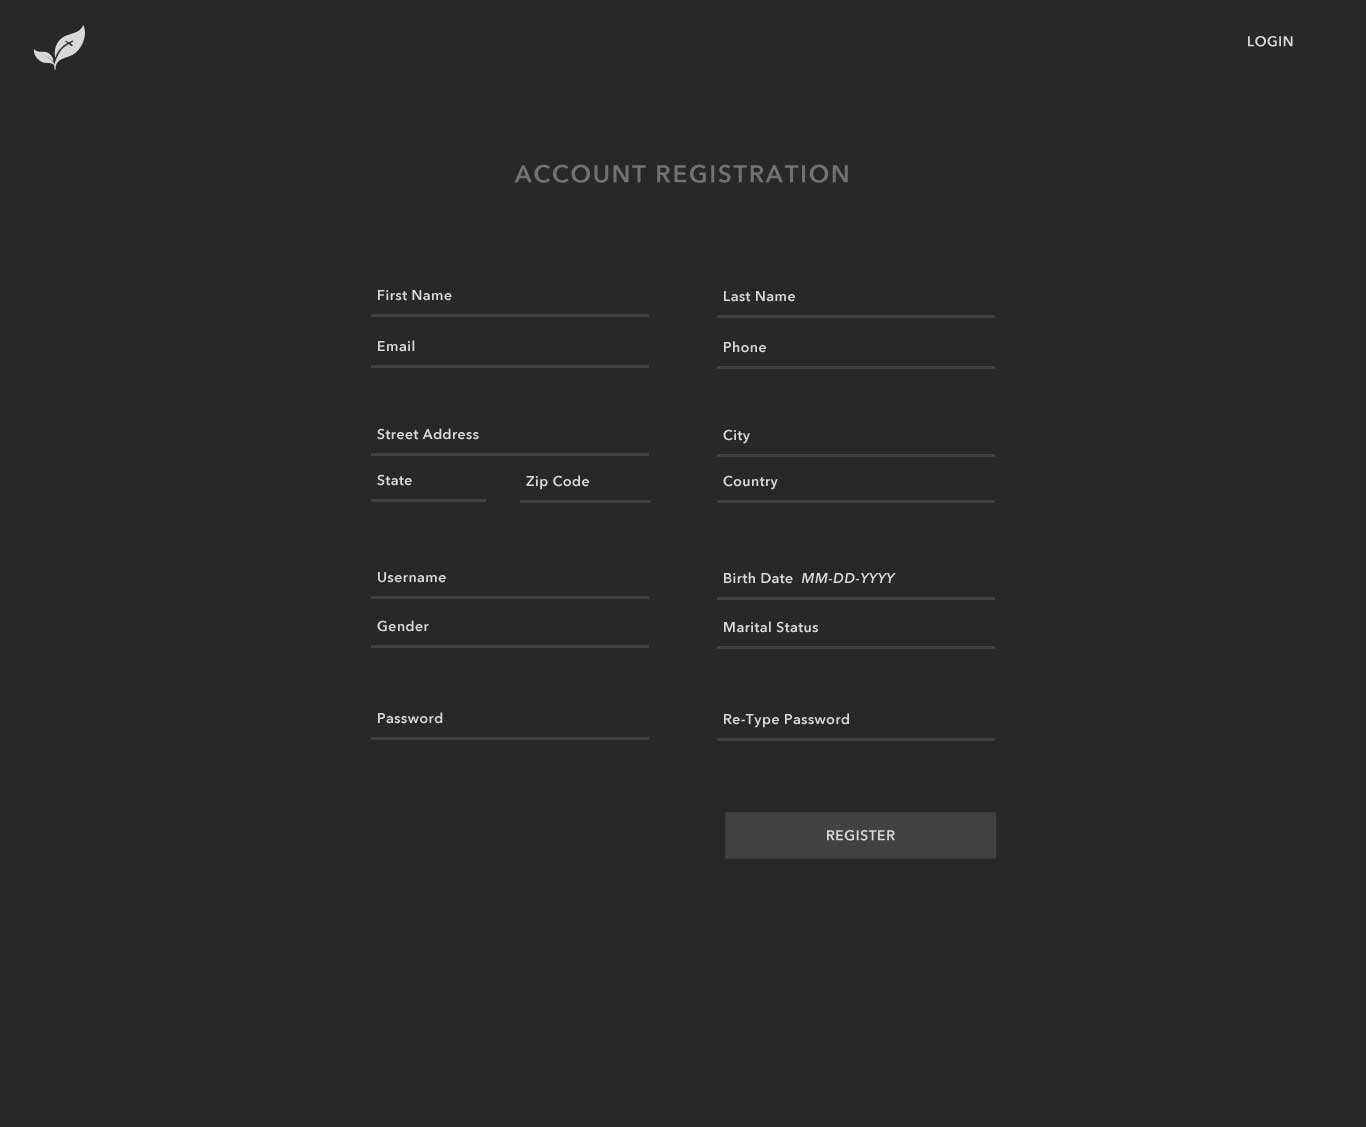 LOGIN
ACCOUNT REGISTRATION
First Name
Last Name
Email
Phone
Street Address
City
State
Zip Code
Country
Username
Birth Date MM-DD-YYYY
Gender
Marital Status
Password
Re-Type Password
REGISTER